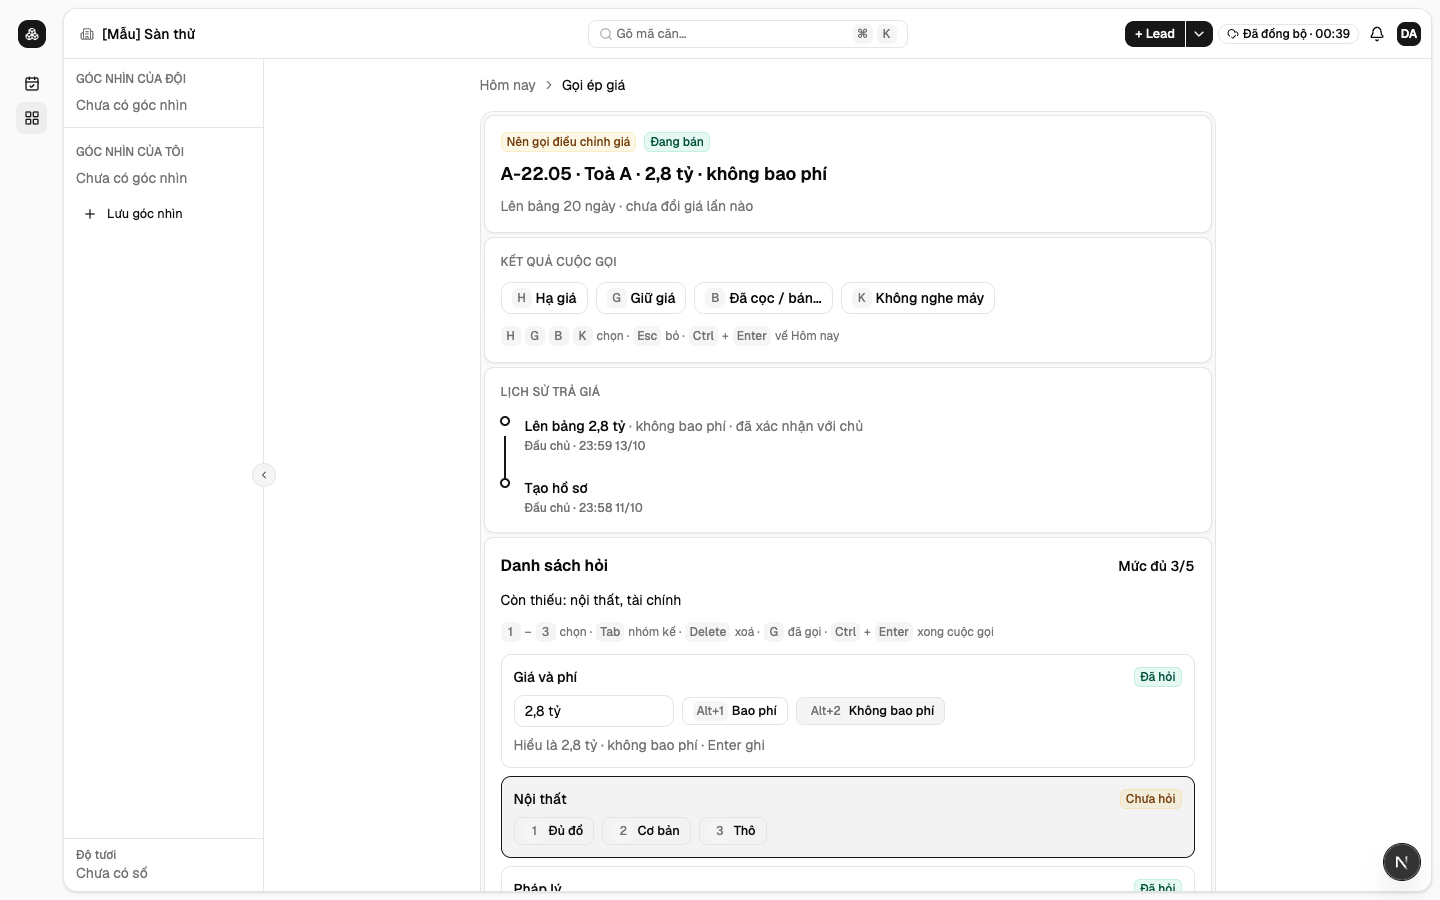 [Mẫu] Sàn thử
Gõ mã căn...
⌘ K
+ Lead
Đã đồng bộ · 00:39
DA
GÓC NHÌN CỦA ĐỘI
Chưa có góc nhìn
GÓC NHÌN CỦA TÔI
Chưa có góc nhìn
+ Lưu góc nhìn
Độ tươi
Chưa có số
Hôm nay > Gọi ép giá
Nên gọi điều chỉnh giá Đang bán
A-22.05 · Toà A · 2,8 tỷ · không bao phí
Lên bảng 20 ngày · chưa đổi giá lần nào
KẾT QUẢ CUỘC GỌI
H Hạ giá G Giữ giá B Đã cọc / bán... K Không nghe máy
H G B K chọn · Esc bỏ · Ctrl + Enter về Hôm nay
LỊCH SỬ TRẢ GIÁ
Lên bảng 2,8 tỷ · không bao phí · đã xác nhận với chủ
Đầu chủ · 23:59 13/10
Tạo hồ sơ
Đầu chủ · 23:58 11/10
Danh sách hỏi Mức đủ 3/5
Còn thiếu: nội thất, tài chính
1 – 3 chọn · Tab nhóm kế · Delete xoá · G đã gọi · Ctrl + Enter xong cuộc gọi
Giá và phí Đã hỏi
2,8 tỷ Alt+1 Bao phí Alt+2 Không bao phí
Hiểu là 2,8 tỷ · không bao phí · Enter ghi
Nội thất Chưa hỏi
1 Đủ đồ 2 Cơ bản 3 Thô
Pháp lý Đã hỏi
N